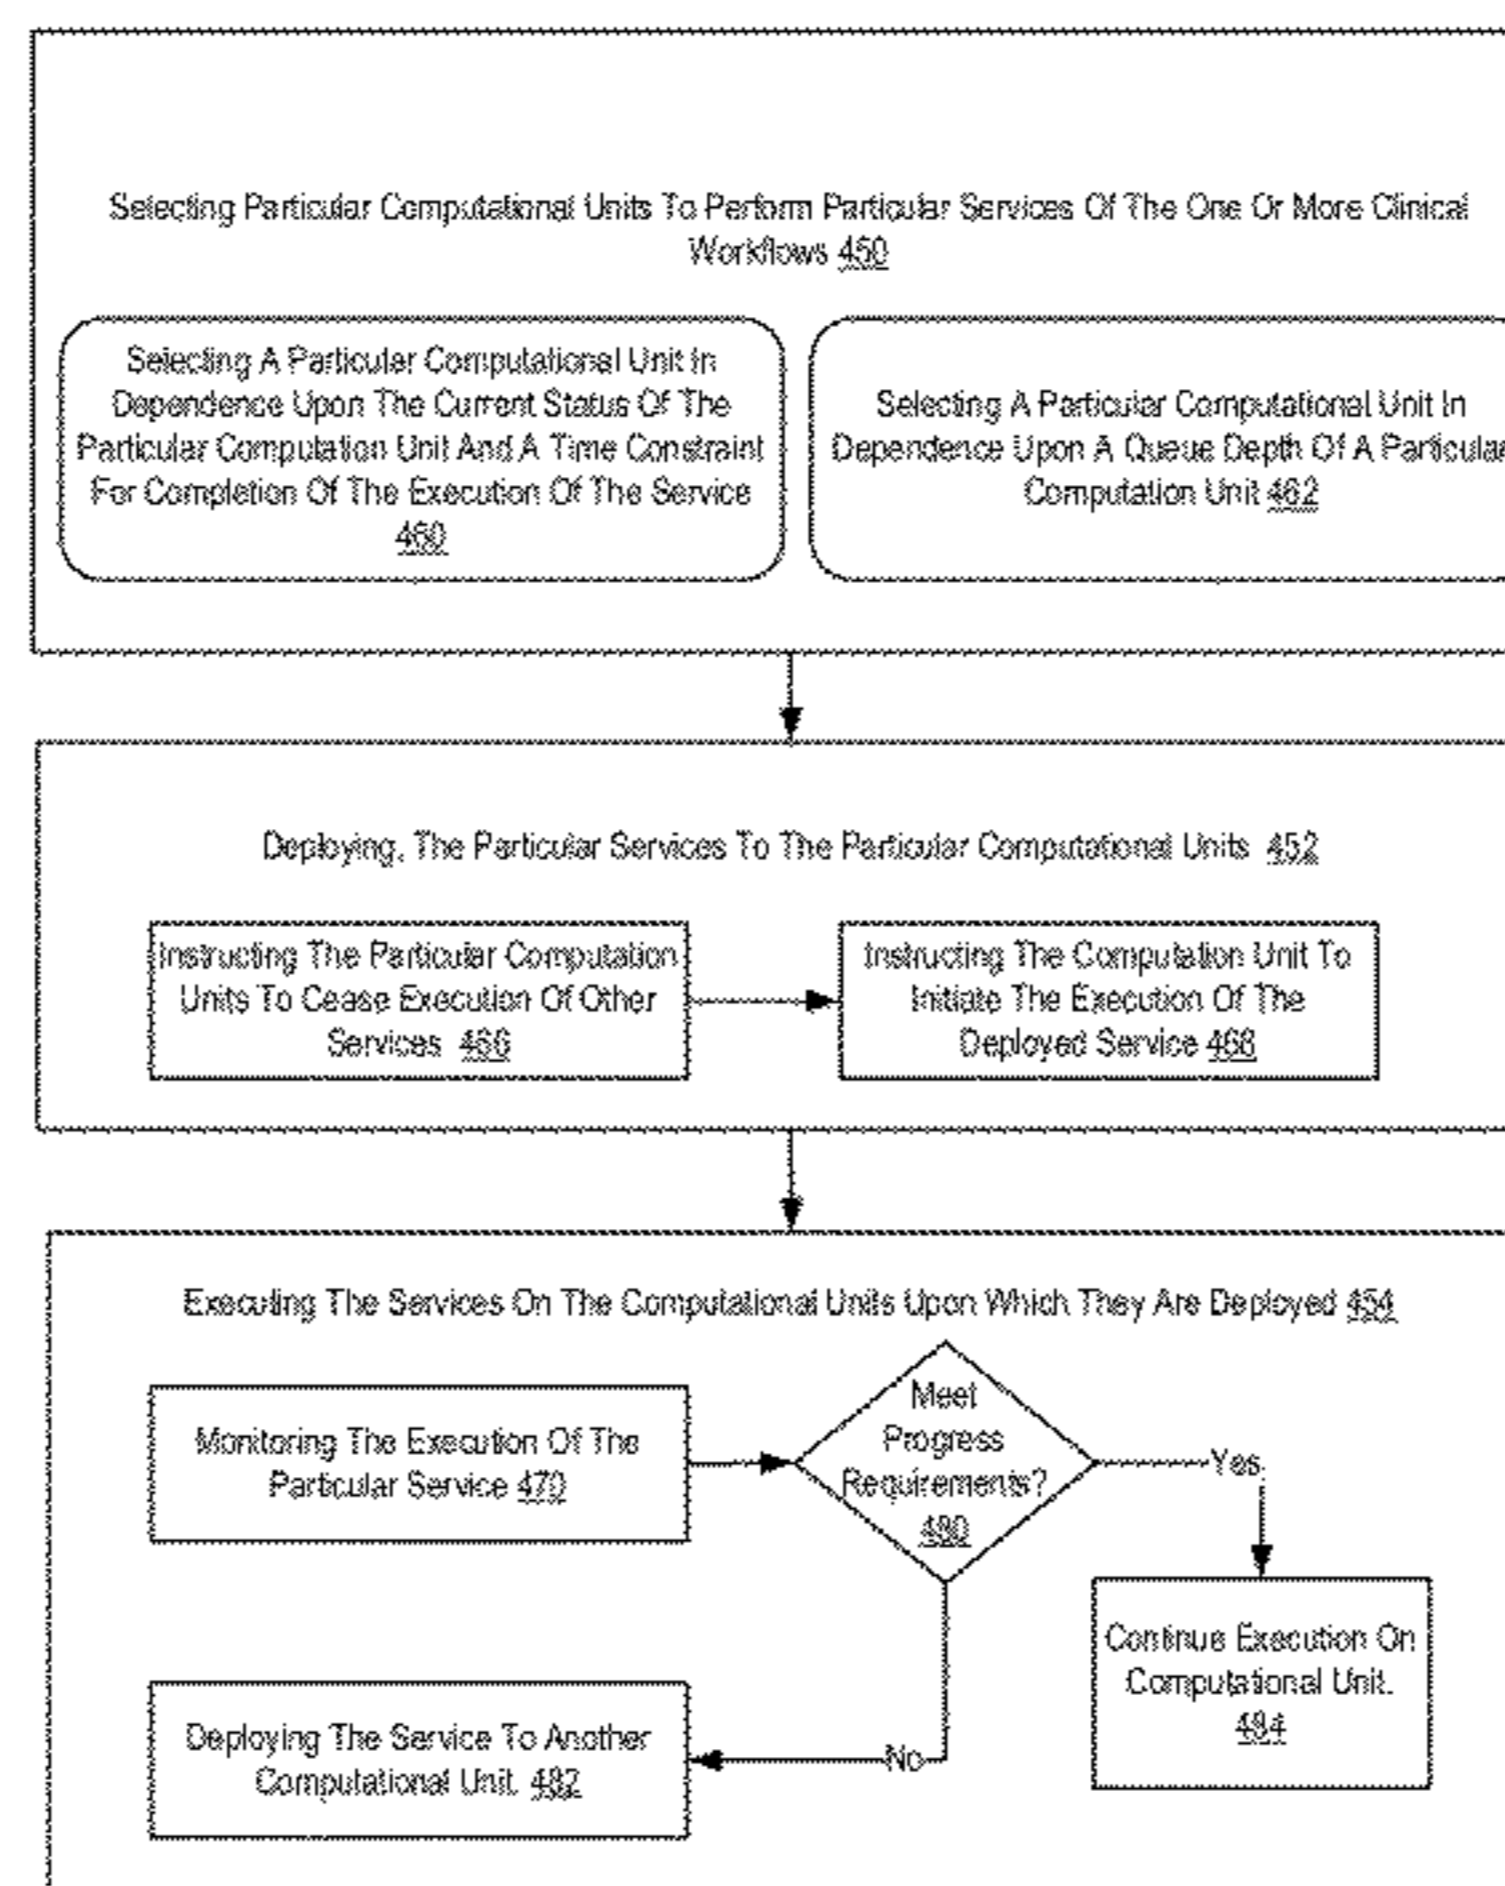 Selecting Particular Computational Units To Perform Particular Services Of The One Or More Clinical
Workflows 450
Selecting A Particular Computational Unit In
Dependence Upon The Current Status Of The
Particular Computation Unit And A Time Constraint
For Completion Of The Execution Of The Service
460
Selecting A Particular Computational Unit In
Dependence Upon A Queue Depth Of A Particular
Computation Unit 462
Deploying, The Particular Services To The Particular Computational Units 452
Instructing The Particular Computation
Units To Cease Execution Of Other
Services 466
Instructing The Computation Unit To
Initiate The Execution Of The
Deployed Service 468
Executing The Services On The Computational Units Upon Which They Are Deployed 454
Monitoring The Execution Of The
Particular Service 470
Meet
Progress
Requirements?
480
Yes
Continue Execution On
Computational Unit.
484
No
Deploying The Service To Another
Computational Unit. 482